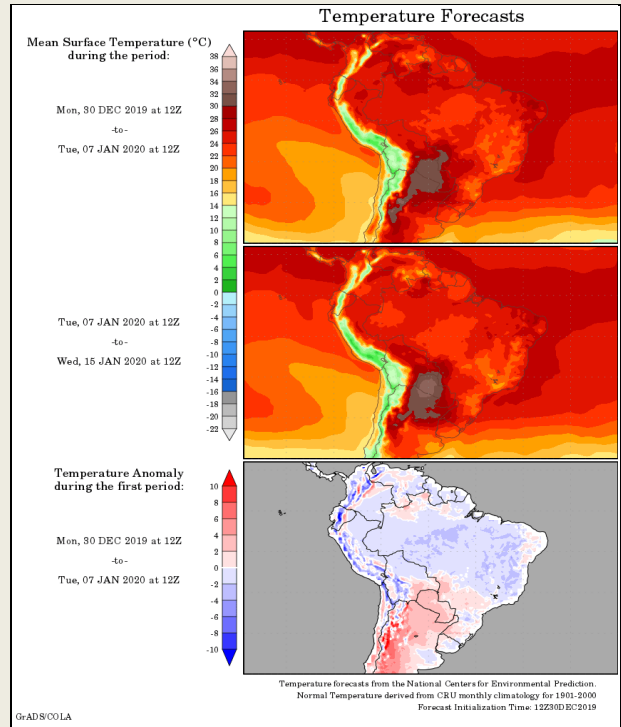 Temperature Forecasts
Mean Surface Temperature (°C)
during the period:
Mon, 30 DEC 2019 at 12Z
-to-
Tue, 07 JAN 2020 at 12Z
38
36
34
32
30
28
26
24
22
20
18
16
14
12
10
8
6
4
2
0
-2
-4
-6
-8
-10
-12
-14
-16
-18
-20
-22
Tue, 07 JAN 2020 at 12Z
-to-
Wed, 15 JAN 2020 at 12Z
Temperature Anomaly
during the first period:
Mon, 30 DEC 2019 at 12Z
-to-
Tue, 07 JAN 2020 at 12Z
10
8
6
4
2
0
-2
-4
-6
-8
-10
Temperature forecasts from the National Centers for Environmental Prediction.
Normal Temperature derived from CRU monthly climatology for 1901-2000
Forecast Initialization Time: 12Z30DEC2019
GrADS/COLA